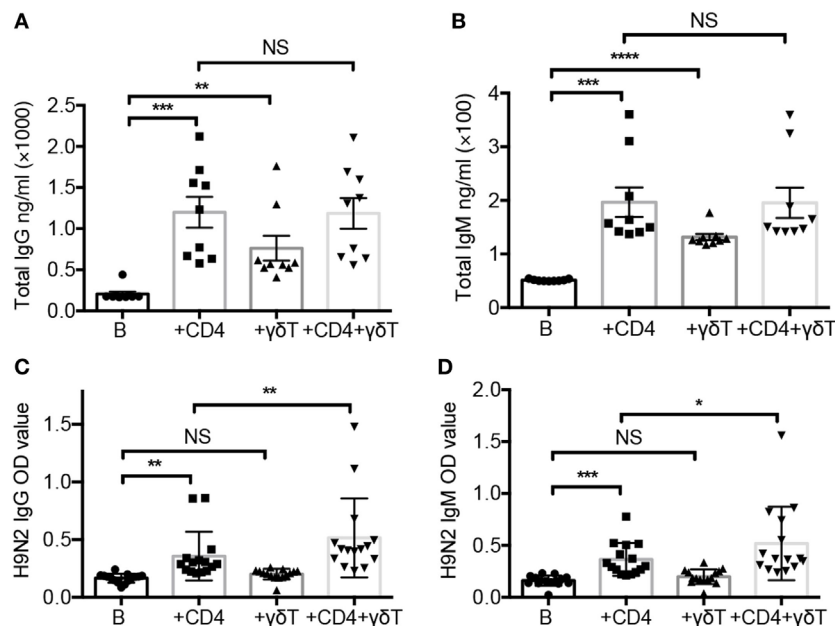 A
NS
**
***
Total IgG ng/ml (×1000)
2.5
2.0
1.5
1.0
0.5
0.0
B
+CD4
+γδT
+CD4+γδT
B
NS
****
***
Total IgM ng/ml (×100)
4
3
2
1
0
B
+CD4
+γδT
+CD4+γδT
C
**
NS
**
H9N2 IgG OD value
1.5
1.0
0.5
0.0
B
+CD4
+γδT
+CD4+γδT
D
*
NS
***
H9N2 IgM OD value
2.0
1.5
1.0
0.5
0.0
B
+CD4
+γδT
+CD4+γδT